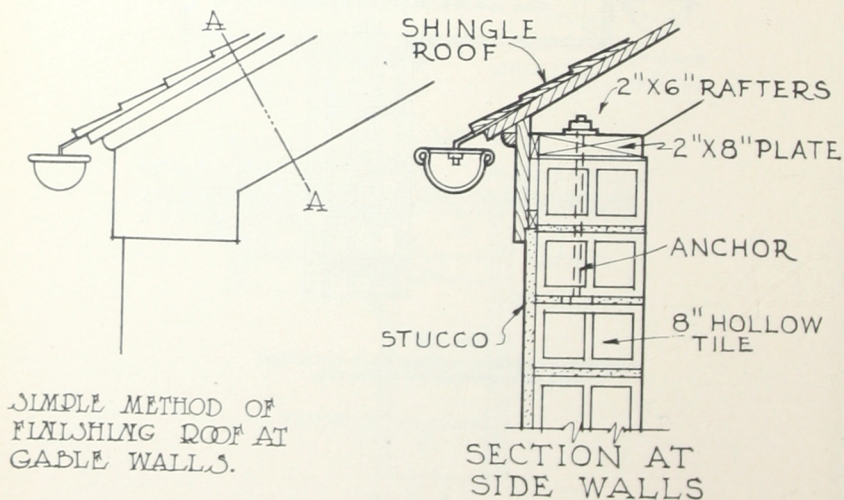 A
A
SIMPLE METHOD OF
FINISHING ROOF AT
GABLE WALLS.
SHINGLE
ROOF
2"X6" RAFTERS
2"X8" PLATE
ANCHOR
STUCCO
8" HOLLOW
TILE
SECTION AT
SIDE WALLS